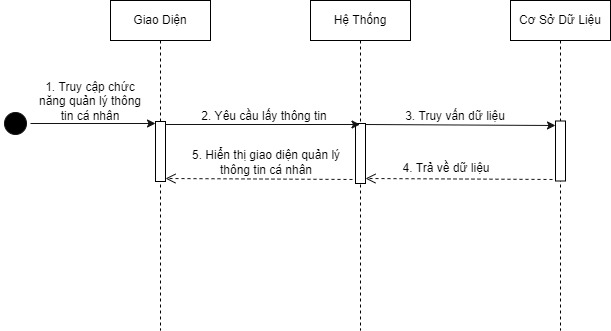 Giao Diện
Hệ Thống
Cơ Sở Dữ Liệu
1. Truy cập chức
năng quản lý thông
tin cá nhân
2. Yêu cầu lấy thông tin
3. Truy vấn dữ liệu
4. Trả về dữ liệu
5. Hiển thị giao diện quản lý
thông tin cá nhân